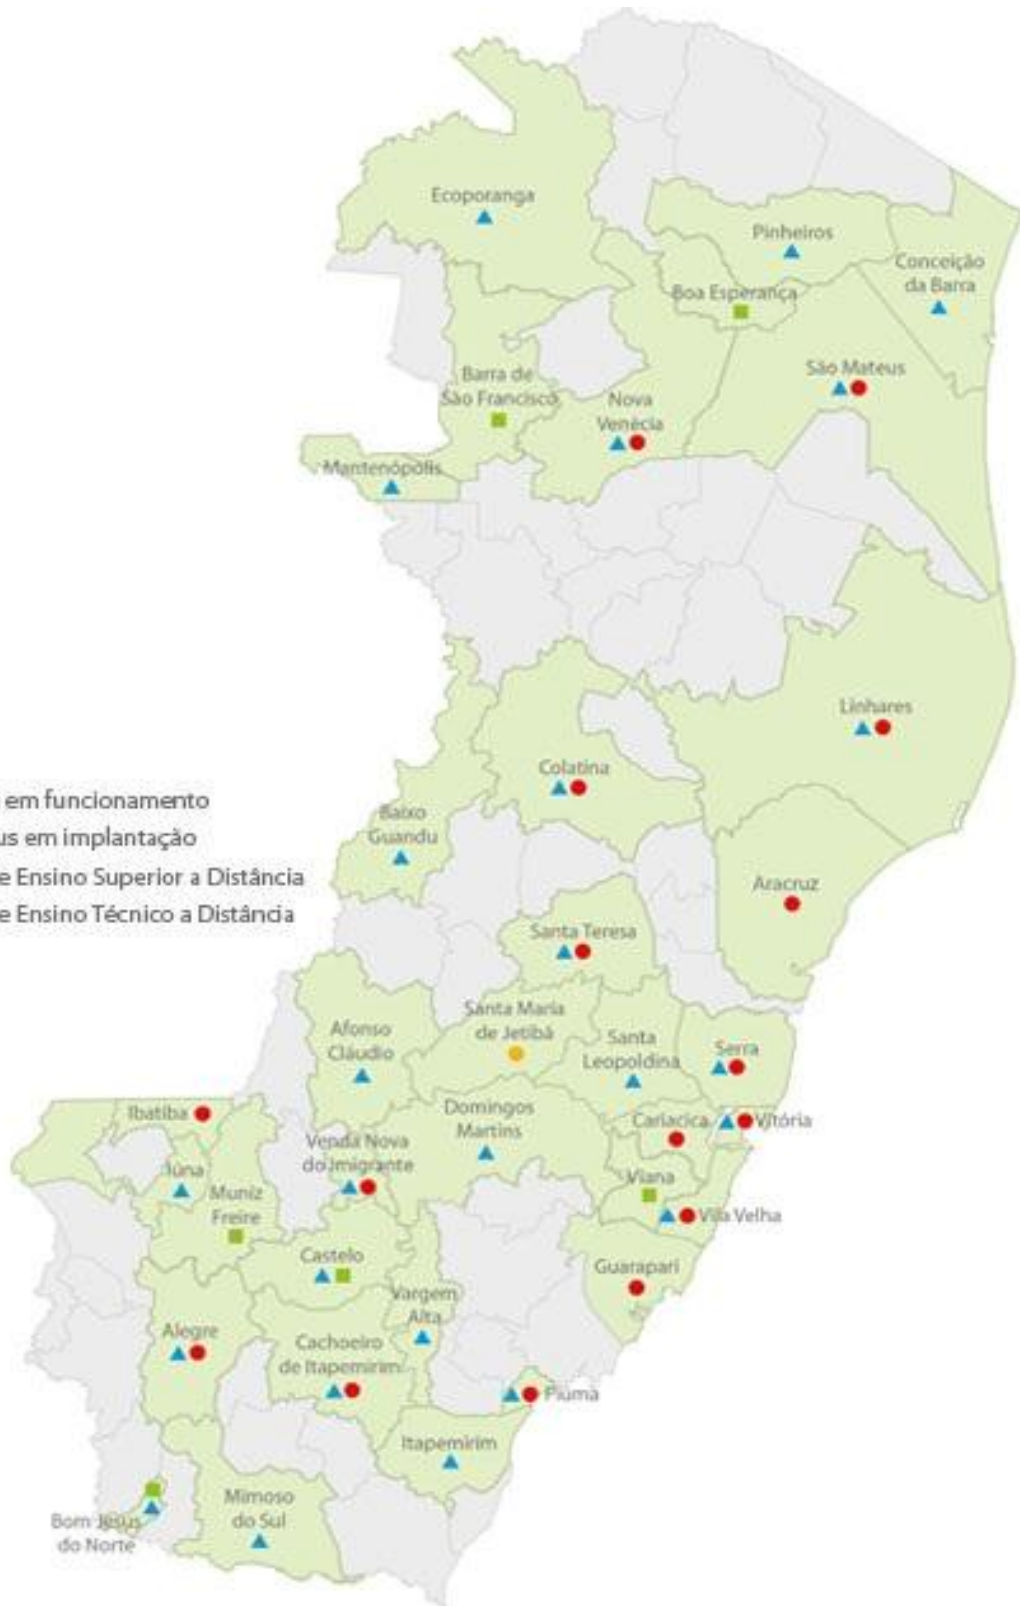 Ecoporanga
Pinheiros
Conceição
da Barra
Boa Esperança
São Mateus
Barra de
São Francisco
Nova
Venécia
Mantenópolis
Linhares
Colatina
em funcionamento
em implantação
Ensino Superior a Distância
Ensino Técnico a Distância
Baixo
Guandu
Aracruz
Santa Teresa
Santa Maria
de Jetibá
Afonso
Cláudio
Santa
Leopoldina
Serra
Ibatiba
Domingos
Martins
Cariacica
Vitória
Venda Nova
do Imigrante
Iúna
Muniz
Freire
Viana
Vila Velha
Castelo
Guarapari
Vargem
Alta
Alegre
Cachoeiro
de Itapemirim
Piúma
Itapemirim
Mimoso
do Sul
Bom Jesus
do Norte